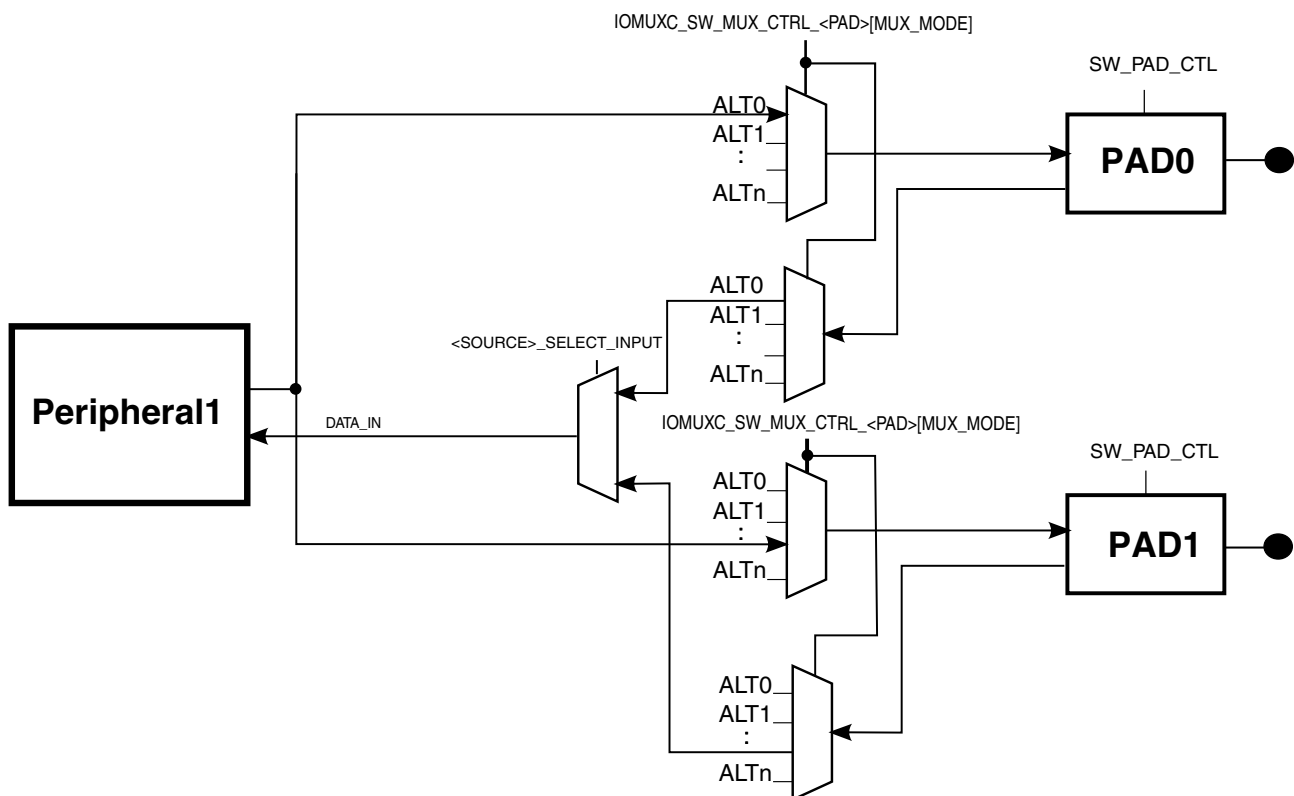 IOMUXC_SW_MUX_CTRL_<PAD>[MUX_MODE]
SW_PAD_CTL
ALT0
ALT1
:
ALTn
PAD0
ALT0
ALT1
:
ALTn
<SOURCE>_SELECT_INPUT
Peripheral1
DATA_IN
IOMUXC_SW_MUX_CTRL_<PAD>[MUX_MODE]
SW_PAD_CTL
ALT0
ALT1
:
ALTn
PAD1
ALT0
ALT1
:
ALTn